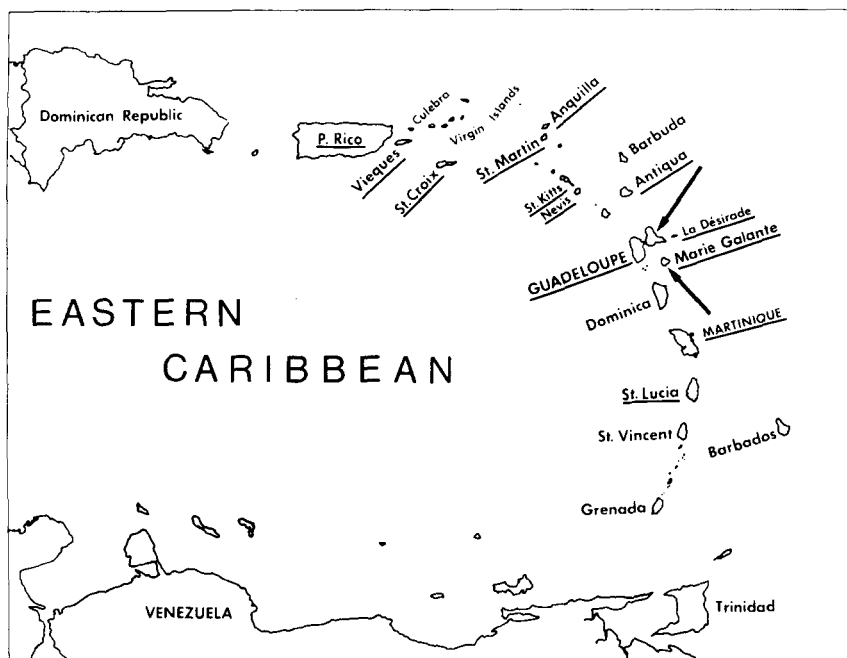 Dominican Republic
P. Rico
Culebra
Virgin Islands
Vieques
St. Croix
Anquilla
St. Martin
St. Kitts
Nevis
Barbuda
Antiqua
La Désirade
GUADELOUPE
Marie Galante
Dominica
MARTINIQUE
EASTERN
CARIBBEAN
St. Lucia
St. Vincent
Barbados
Grenada
VENEZUELA
Trinidad